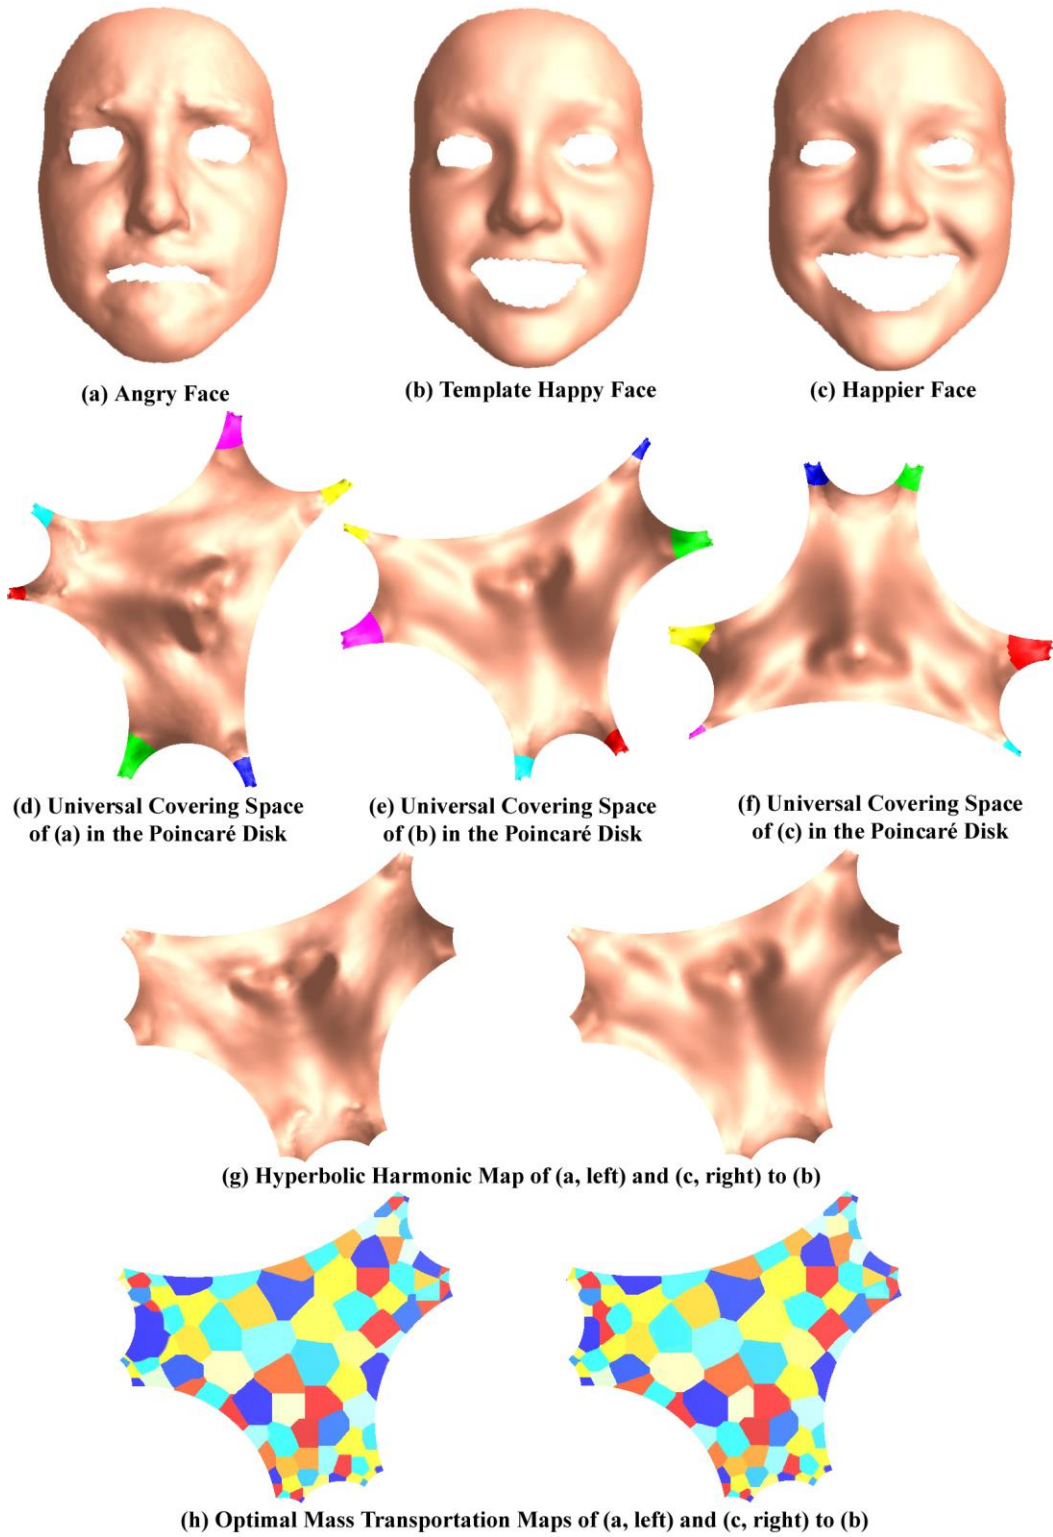 (a) Angry Face
(b) Template Happy Face
(c) Happier Face
(d) Universal Covering Space
of (a) in the Poincaré Disk
(e) Universal Covering Space
of (b) in the Poincaré Disk
(f) Universal Covering Space
of (c) in the Poincaré Disk
(g) Hyperbolic Harmonic Map of (a, left) and (c, right) to (b)
(h) Optimal Mass Transportation Maps of (a, left) and (c, right) to (b)